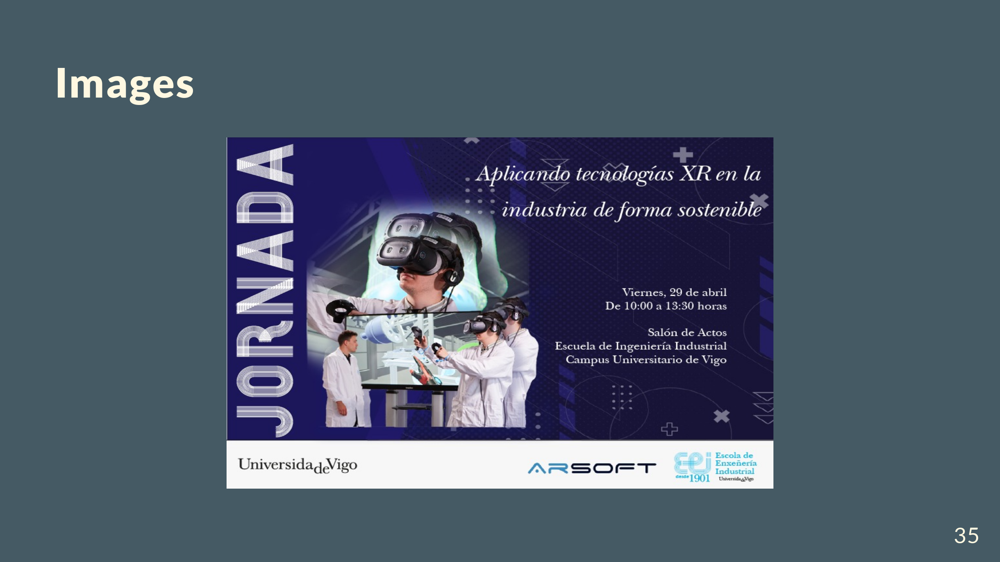 Images
JORNADA
Aplicando tecnologías XR en la
industria de forma sostenible
Viernes, 29 de abril
De 10:00 a 13:30 horas
Salón de Actos
Escuela de Ingeniería Industrial
Campus Universitario de Vigo
UniversidadeVigo
ARSOFT
eei
desde 1901
Escola de
Enxeñería
Industrial
UniversidadeVigo
35